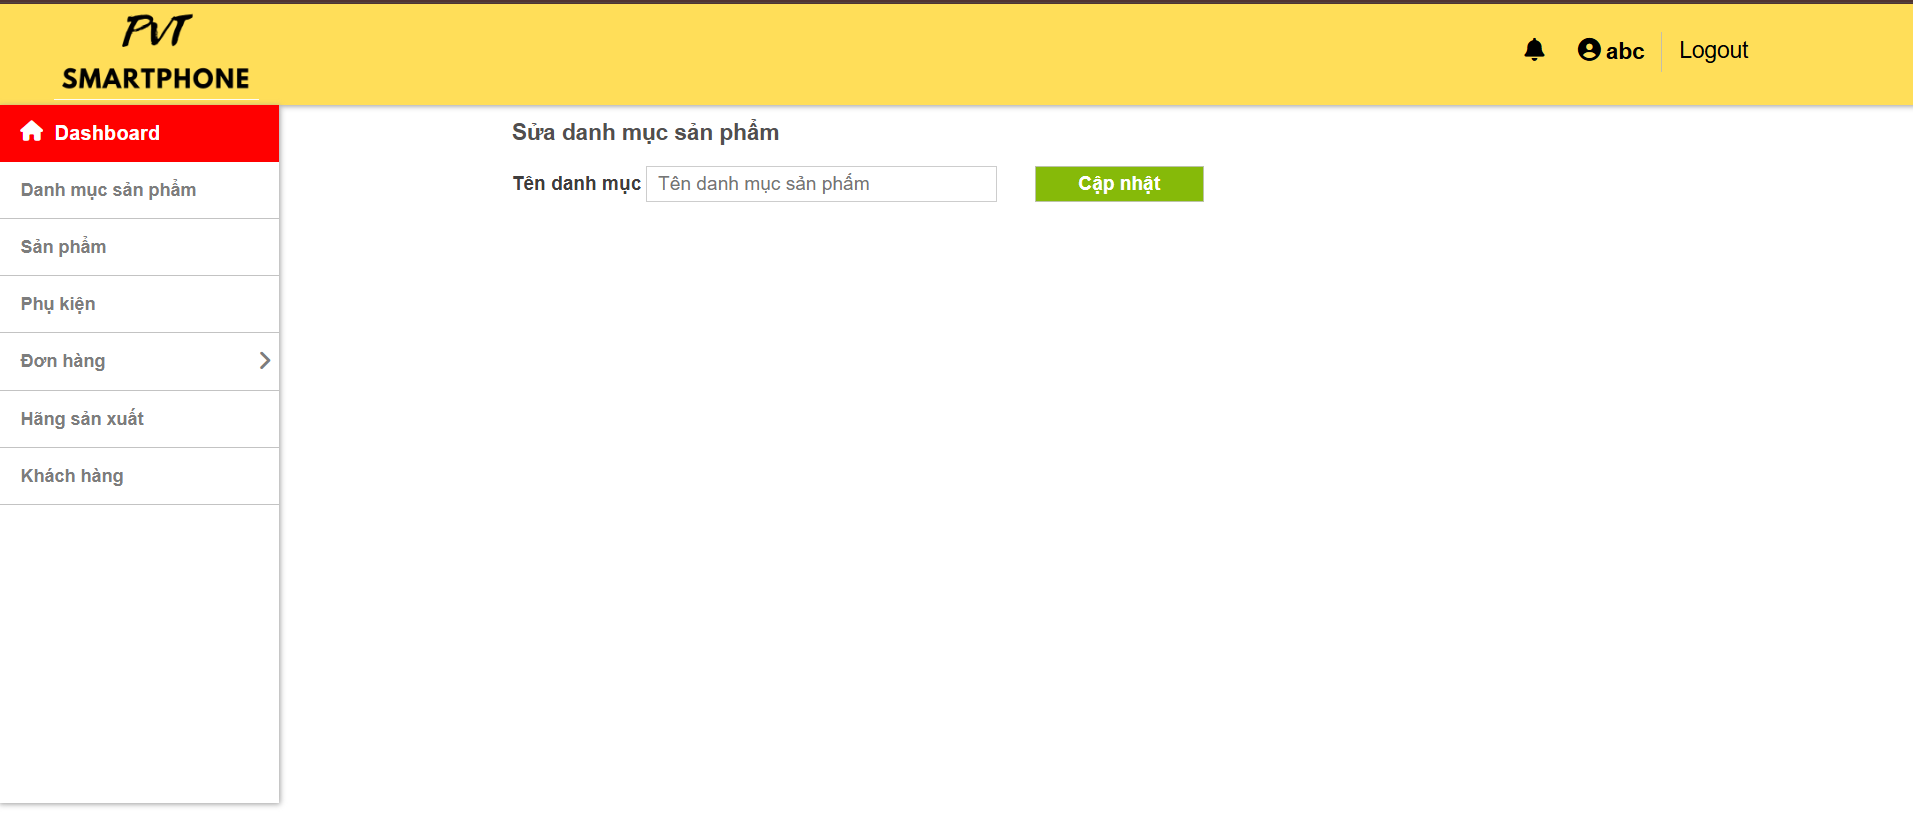 PVT
SMARTPHONE
abc
Logout
Dashboard
Danh mục sản phẩm
Sản phẩm
Phụ kiện
Đơn hàng
Hãng sản xuất
Khách hàng
Sửa danh mục sản phẩm
Tên danh mục
Tên danh mục sản phẩm
Cập nhật